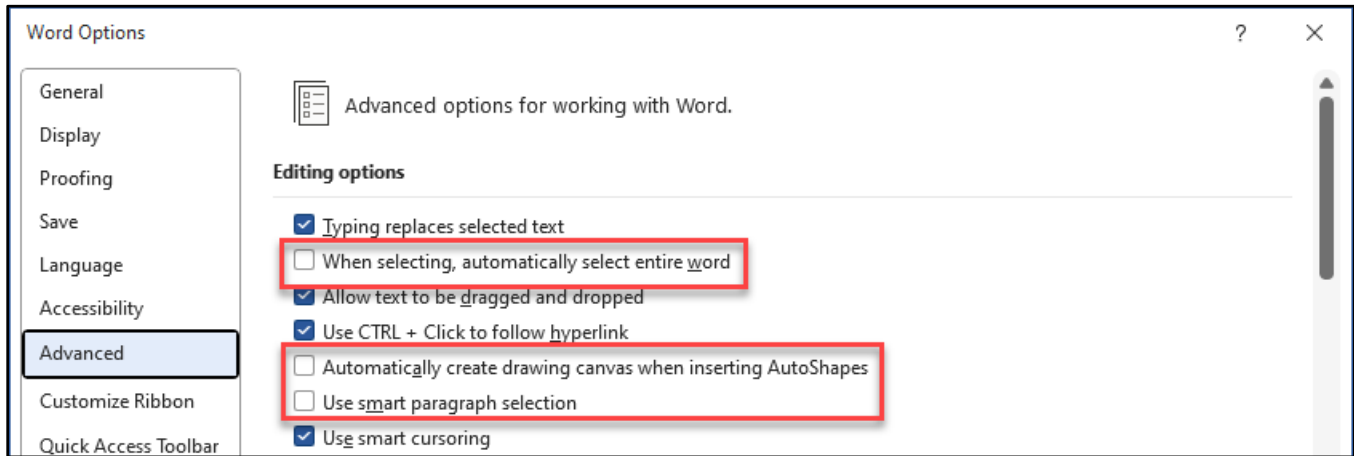 Word Options
?
General
Display
Proofing
Save
Language
Accessibility
Advanced
Customize Ribbon
Quick Access Toolbar
Advanced options for working with Word.
Editing options
Typing replaces selected text
When selecting, automatically select entire word
Allow text to be dragged and dropped
Use CTRL + Click to follow hyperlink
Automatically create drawing canvas when inserting AutoShapes
Use smart paragraph selection
Use smart cursoring